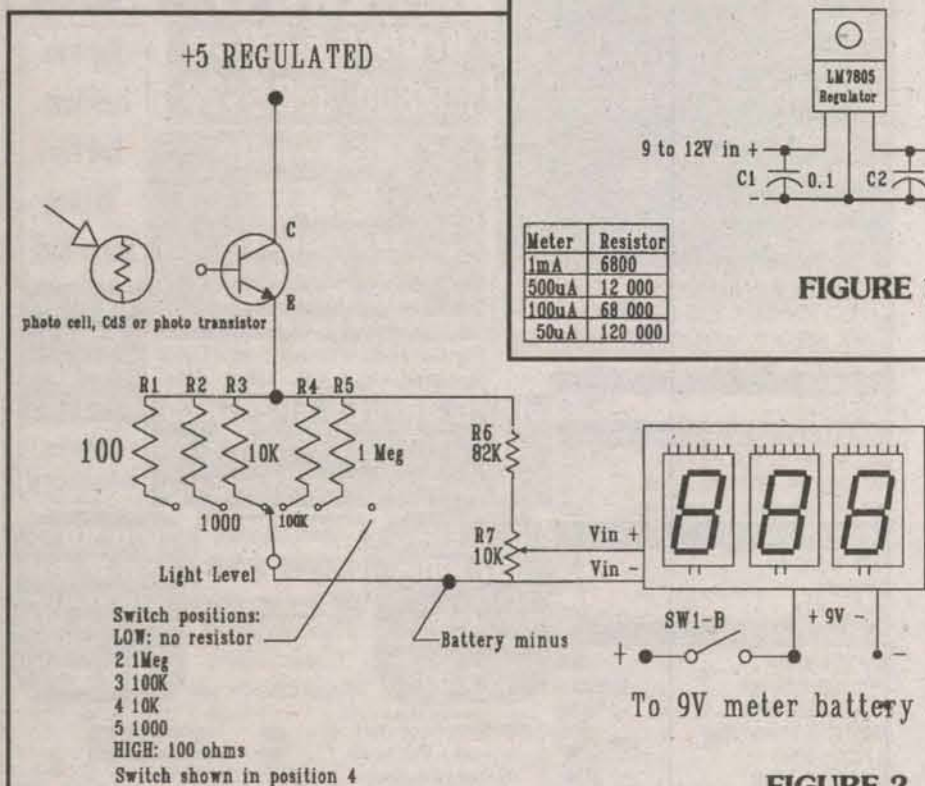 +5 REGULATED
C
E
photo cell, CdS or photo transistor
LM7805
Regulator
9 to 12V in +
-
C1
0.1
C2
Meter Resistor
1mA 6800
500uA 12 000
100uA 68 000
50uA 120 000
FIGURE
R1 R2 R3 R4 R5
100
10K
1 Meg
1000
100K
Light Level
R6
82K
R7
10K
Vin +
Vin -
888
Switch positions:
LOW: no resistor
2 1Meg
3 100K
4 10K
5 1000
HIGH: 100 ohms
Switch shown in position 4
Battery minus
SW1-B
+ 9V -
+
-
To 9V meter battery
FIGURE 2